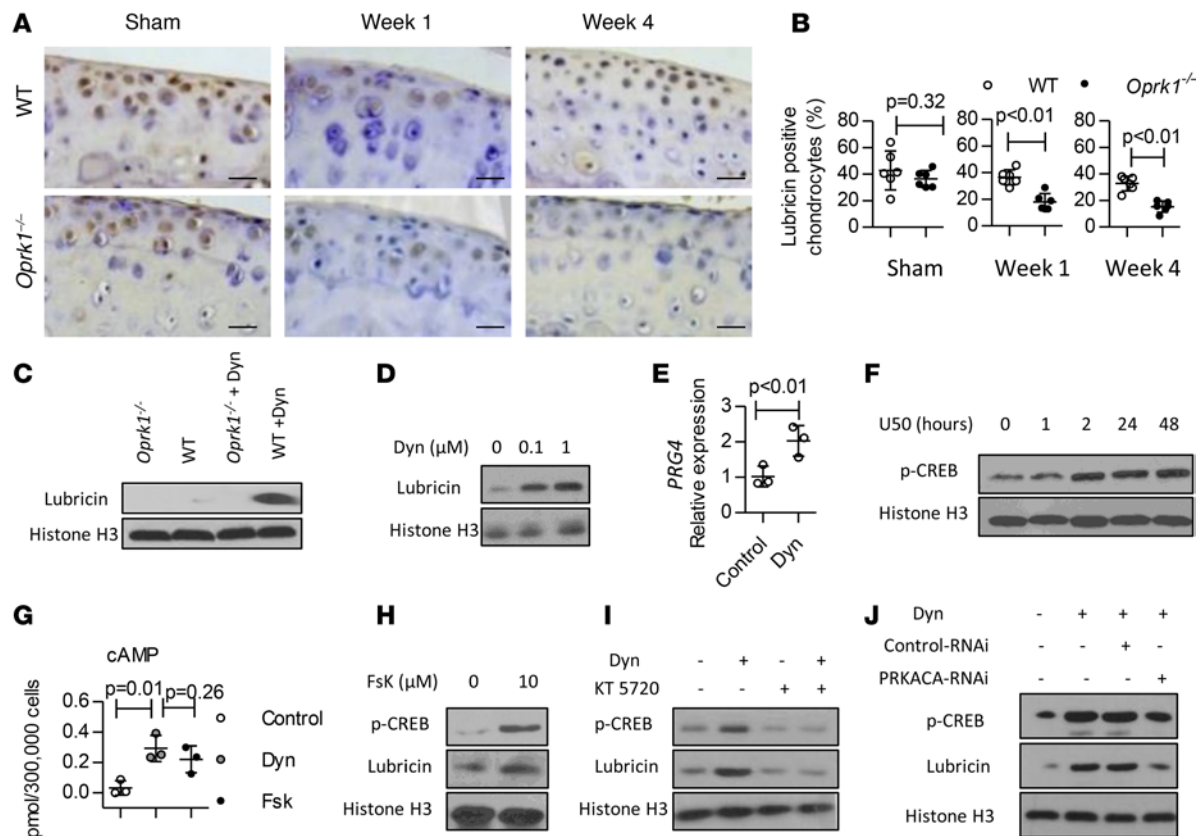 A
Sham
Week 1
Week 4
WT
Oprk1-/-
B
WT
Oprk1-/-
Lubricin positive
chondrocytes (%)
p=0.32
80
60
40
20
0
Sham
p<0.01
80
60
40
20
0
Week 1
p<0.01
80
60
40
20
0
Week 4
C
Oprk1-/-
WT
Oprk1-/- + Dyn
WT +Dyn
Lubricin
Histone H3
D
Dyn (μM) 0 0.1 1
Lubricin
Histone H3
E
p<0.01
PRG4
Relative expression
3
2
1
0
Control
Dyn
F
U50 (hours) 0 1 2 24 48
p-CREB
Histone H3
G
cAMP
p=0.01
p=0.26
pmol/300,000 cells
0.6
0.4
0.2
0.0
Control
Dyn
Fsk
H
FsK (μM) 0 10
p-CREB
Lubricin
Histone H3
I
Dyn - + - +
KT 5720 - - + +
p-CREB
Lubricin
Histone H3
J
Dyn - + + +
Control-RNAi - - + -
PRKACA-RNAi - - - +
p-CREB
Lubricin
Histone H3